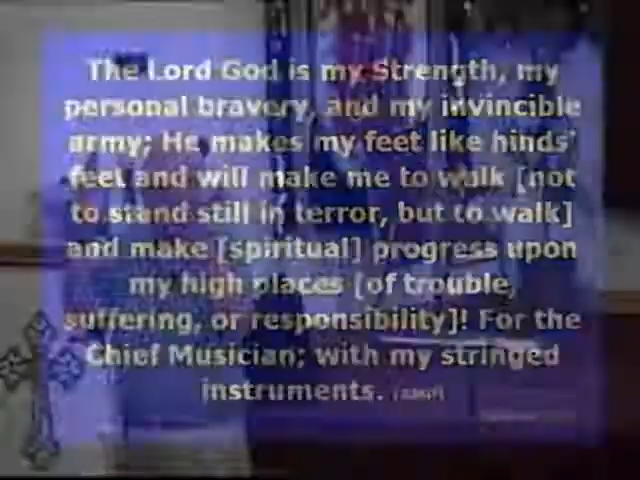 The Lord God is my Strength, my
personal bravery, and my invincible
army; He makes my feet like hinds'
feet and will make me to walk [not
to stand still in terror, but to walk]
and make [spiritual] progress upon
my high places [of trouble,
suffering, or responsibility]! For the
Chief Musician; with my stringed
instruments.